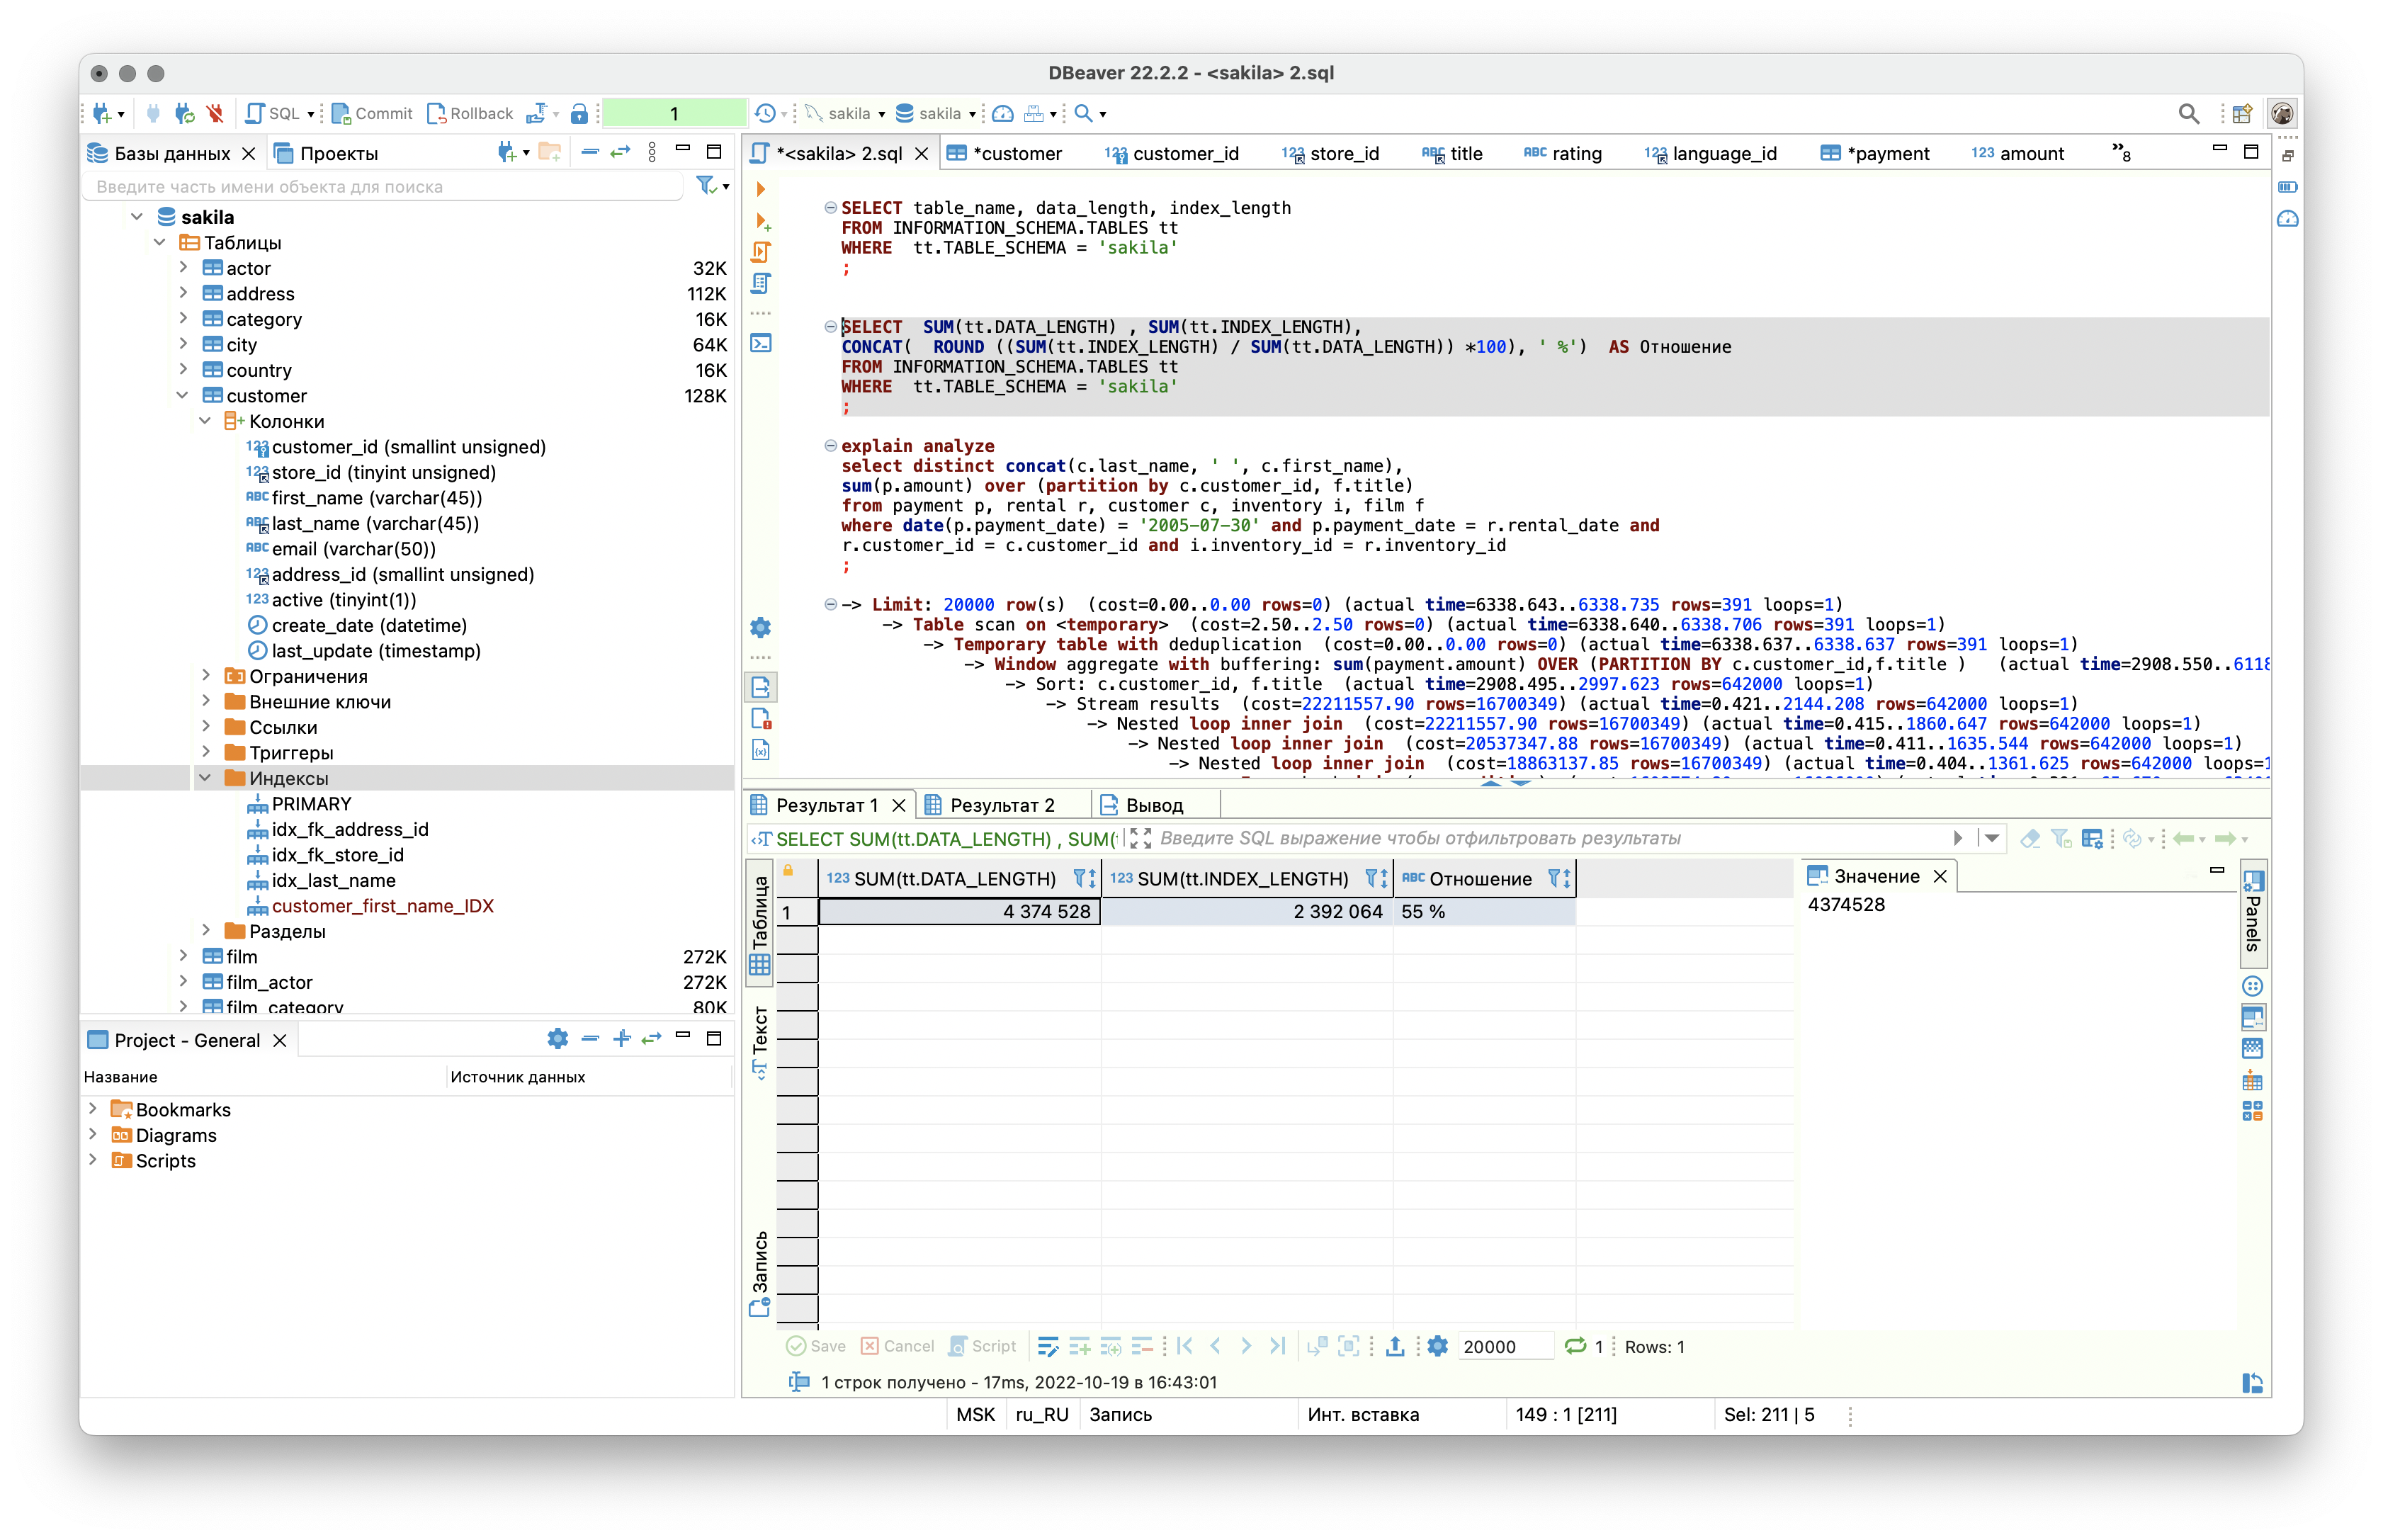 DBeaver 22.2.2 - <sakila> 2.sql
SQL
Commit
Rollback
1
sakila
sakila
Базы данных
Проекты
Введите часть имени объекта для поиска
sakila
Таблицы
actor 32K
address 112K
category 16K
city 64K
country 16K
customer 128K
Колонки
123 customer_id (smallint unsigned)
123 store_id (tinyint unsigned)
ABC first_name (varchar(45))
ABC last_name (varchar(45))
ABC email (varchar(50))
123 address_id (smallint unsigned)
123 active (tinyint(1))
create_date (datetime)
last_update (timestamp)
Ограничения
Внешние ключи
Ссылки
Триггеры
Индексы
PRIMARY
idx_fk_address_id
idx_fk_store_id
idx_last_name
customer_first_name_IDX
Разделы
film 272K
film_actor 272K
film_category 80K
Project - General
Название Источник данных
Bookmarks
Diagrams
Scripts
*<sakila> 2.sql
*customer
123 customer_id
123 store_id
ABC title
ABC rating
123 language_id
*payment
123 amount
»8
SELECT table_name, data_length, index_length
FROM INFORMATION_SCHEMA.TABLES tt
WHERE  tt.TABLE_SCHEMA = 'sakila'
;
SELECT  SUM(tt.DATA_LENGTH) , SUM(tt.INDEX_LENGTH),
CONCAT(  ROUND ((SUM(tt.INDEX_LENGTH) / SUM(tt.DATA_LENGTH)) *100), ' %')  AS Отношение
FROM INFORMATION_SCHEMA.TABLES tt
WHERE  tt.TABLE_SCHEMA = 'sakila'
;
explain analyze
select distinct concat(c.last_name, ' ', c.first_name),
sum(p.amount) over (partition by c.customer_id, f.title)
from payment p, rental r, customer c, inventory i, film f
where date(p.payment_date) = '2005-07-30' and p.payment_date = r.rental_date and
r.customer_id = c.customer_id and i.inventory_id = r.inventory_id
;
-> Limit: 20000 row(s)  (cost=0.00..0.00 rows=0) (actual time=6338.643..6338.735 rows=391 loops=1)
-> Table scan on <temporary>  (cost=2.50..2.50 rows=0) (actual time=6338.640..6338.706 rows=391 loops=1)
-> Temporary table with deduplication  (cost=0.00..0.00 rows=0) (actual time=6338.637..6338.637 rows=391 loops=1)
-> Window aggregate with buffering: sum(payment.amount) OVER (PARTITION BY c.customer_id,f.title )   (actual time=2908.550..6118
-> Sort: c.customer_id, f.title  (actual time=2908.495..2997.623 rows=642000 loops=1)
-> Stream results  (cost=22211557.90 rows=16700349) (actual time=0.421..2144.208 rows=642000 loops=1)
-> Nested loop inner join  (cost=22211557.90 rows=16700349) (actual time=0.415..1860.647 rows=642000 loops=1)
-> Nested loop inner join  (cost=20537347.88 rows=16700349) (actual time=0.411..1635.544 rows=642000 loops=1)
-> Nested loop inner join  (cost=18863137.85 rows=16700349) (actual time=0.404..1361.625 rows=642000 loops=1
Результат 1
Результат 2
Вывод
SELECT SUM(tt.DATA_LENGTH) , SUM(
Введите SQL выражение чтобы отфильтровать результаты
Таблица
Текст
Запись
123 SUM(tt.DATA_LENGTH) 123 SUM(tt.INDEX_LENGTH) ABC Отношение
1 4 374 528 2 392 064 55 %
Значение
4374528
Panels
Save
Cancel
Script
20000
1
Rows: 1
1 строк получено - 17ms, 2022-10-19 в 16:43:01
MSK
ru_RU
Запись
Инт. вставка
149 : 1 [211]
Sel: 211 | 5